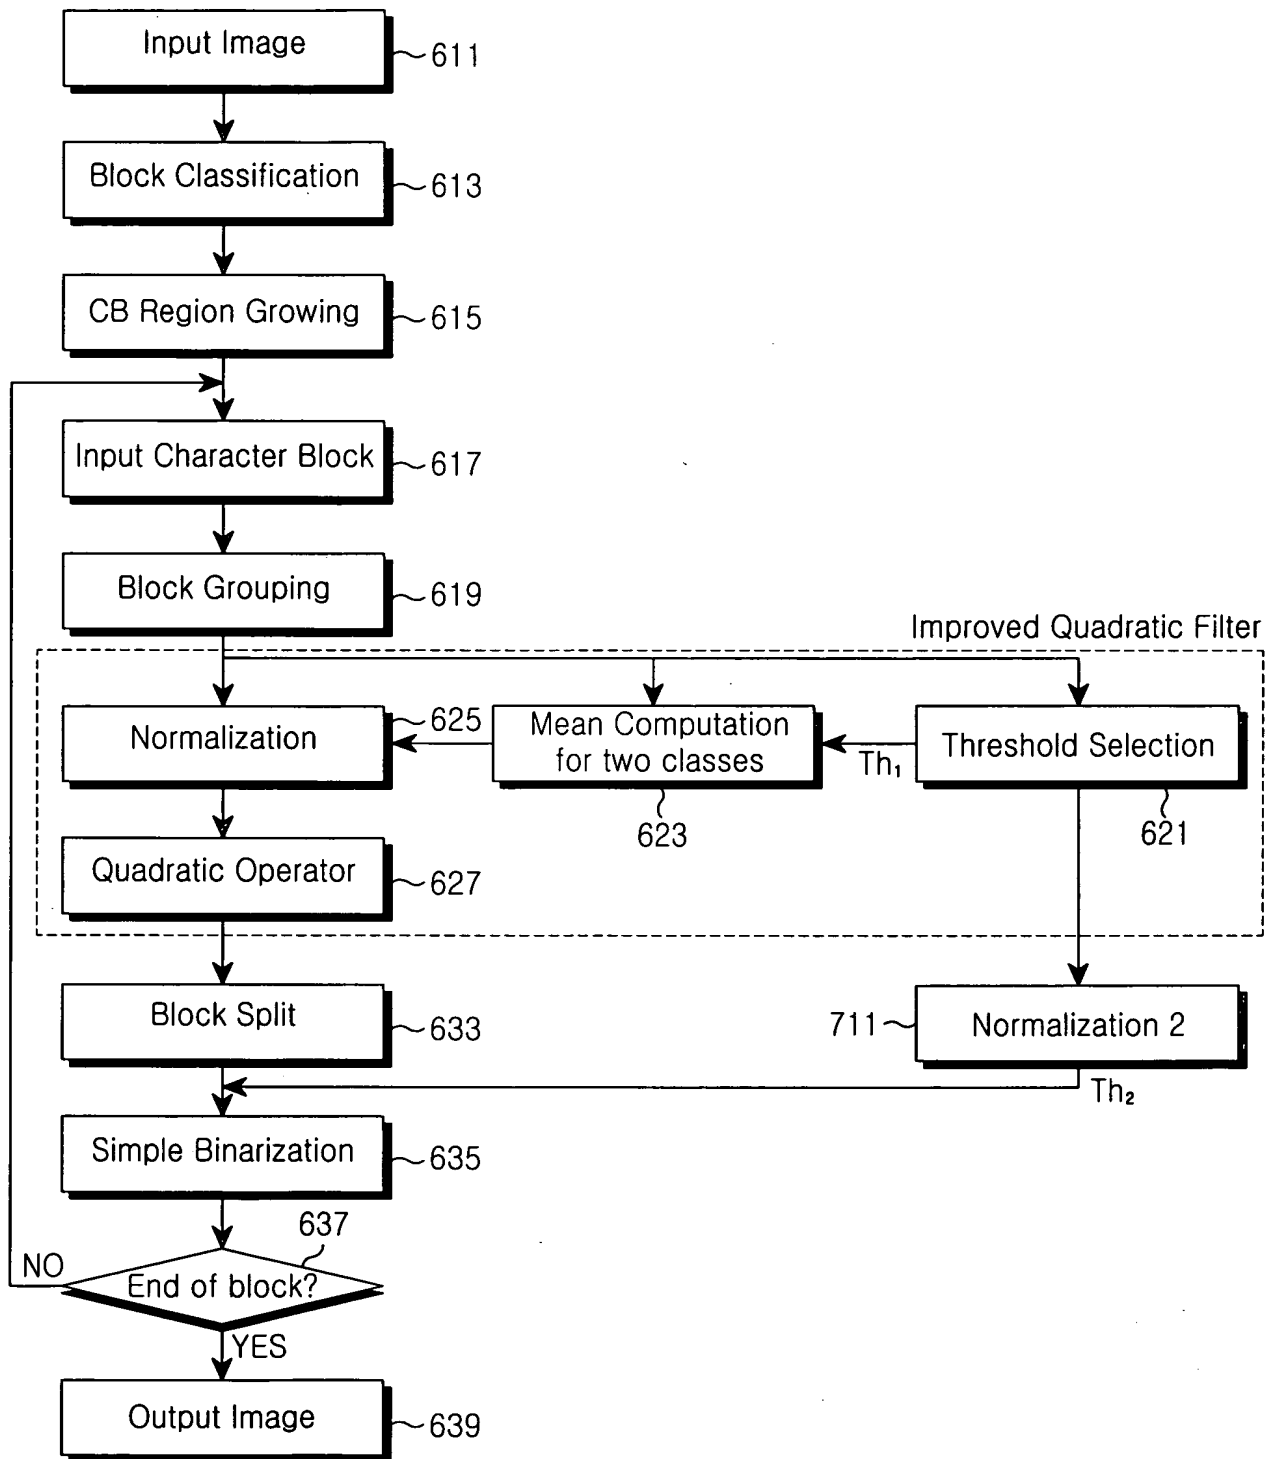 Input Image
611
Block Classification
613
CB Region Growing
615
Input Character Block
617
Block Grouping
619
Improved Quadratic Filter
Normalization
625
Mean Computation
for two classes
623
Th₁
Threshold Selection
621
Quadratic Operator
627
Block Split
633
711
Normalization 2
Th₂
Simple Binarization
635
637
NO
End of block?
YES
Output Image
639